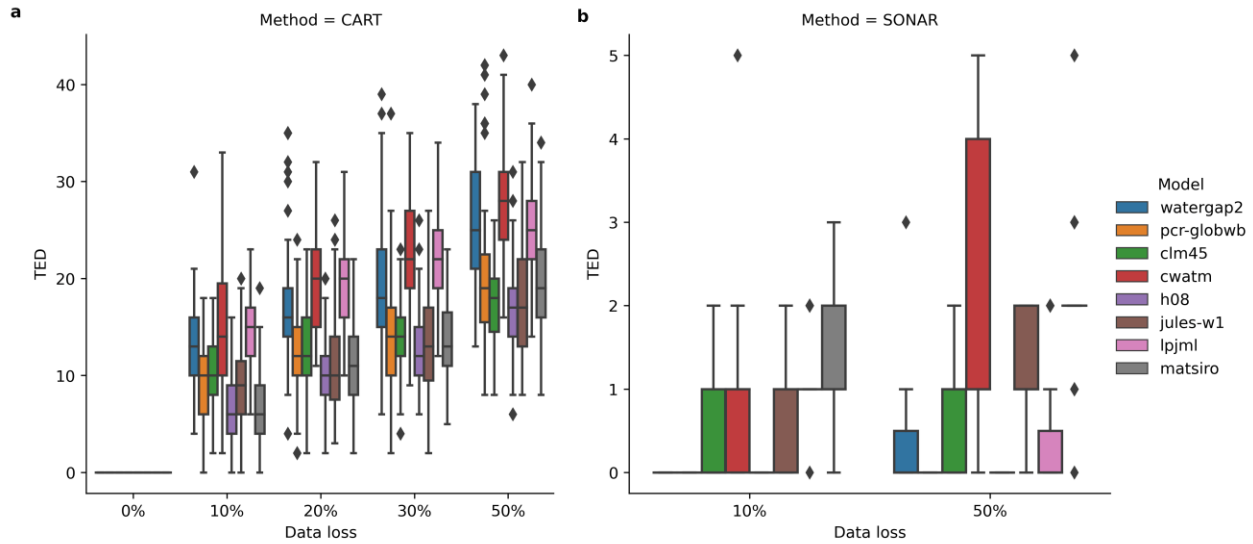 a
Method = CART
TED
40
30
20
10
0
0% 10% 20% 30% 50%
Data loss
b
Method = SONAR
TED
5
4
3
2
1
0
10% 50%
Data loss
Model
watergap2
pcr-globwb
clm45
cwatm
h08
jules-w1
lpjml
matsiro